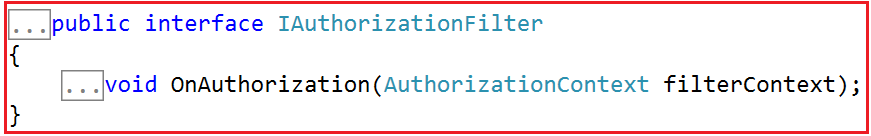 ...public interface IAuthorizationFilter
{
    ...void OnAuthorization(AuthorizationContext filterContext);
}